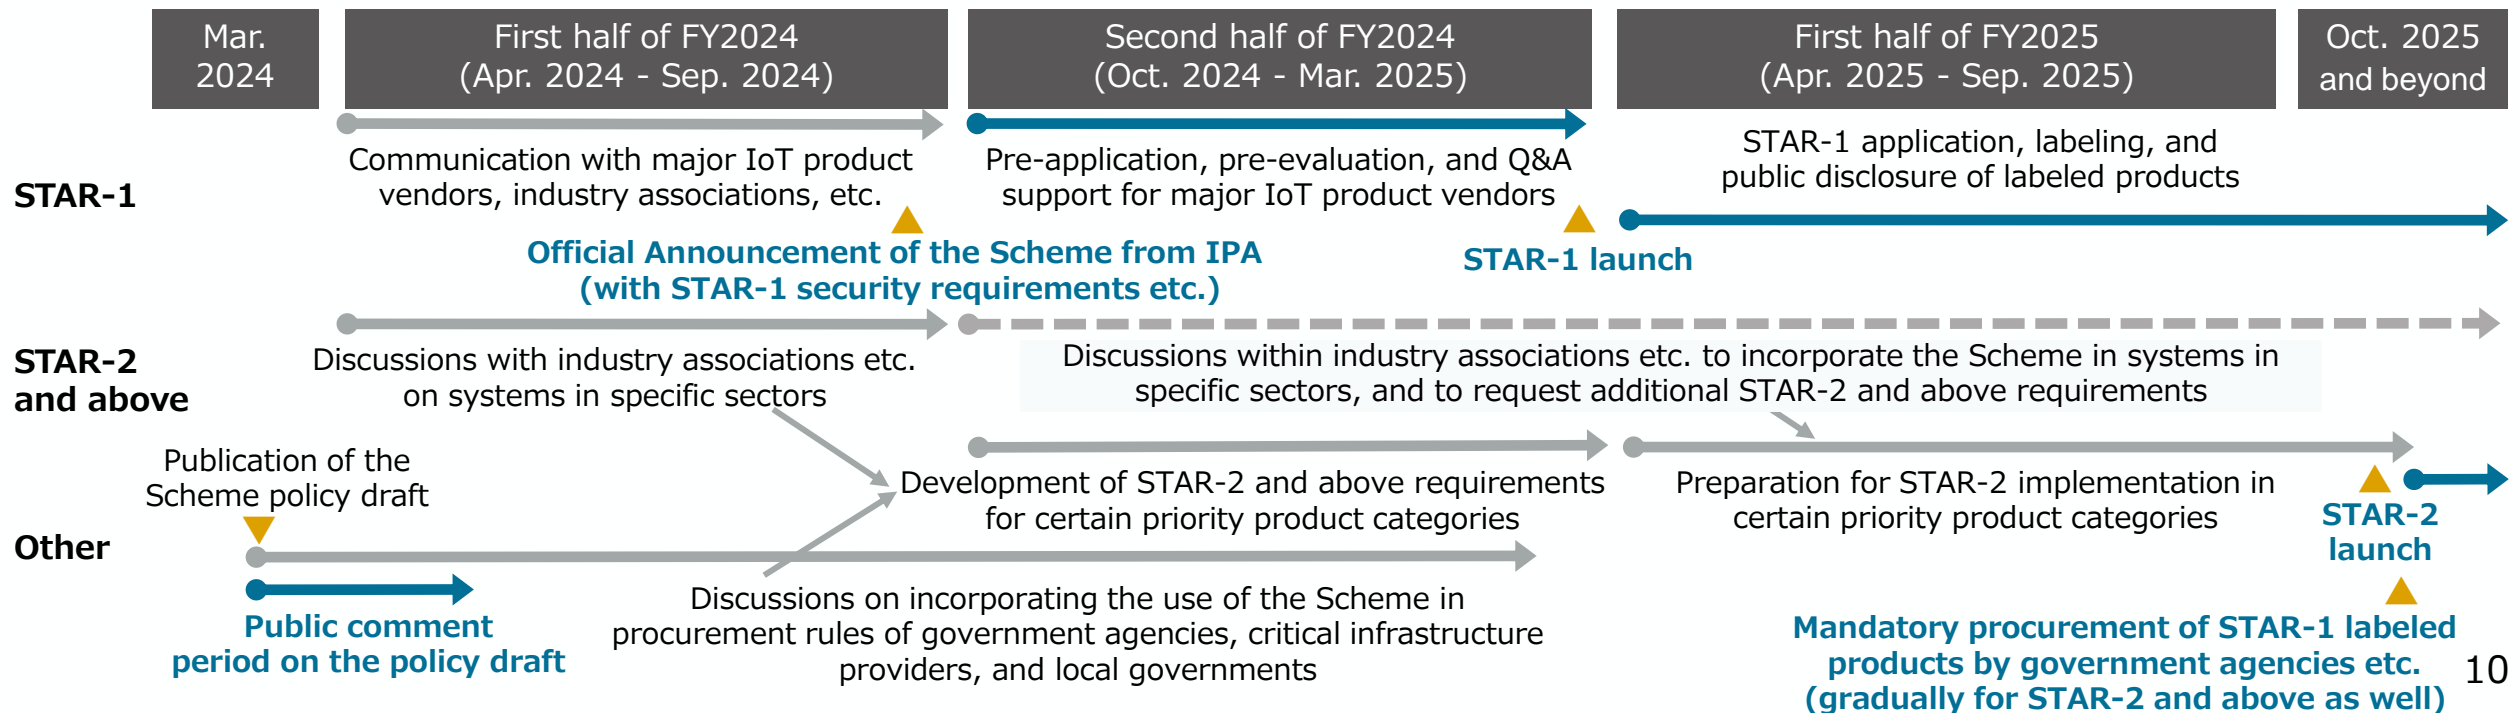 Mar.
2024
First half of FY2024
(Apr. 2024 - Sep. 2024)
Second half of FY2024
(Oct. 2024 - Mar. 2025)
First half of FY2025
(Apr. 2025 - Sep. 2025)
Oct. 2025
and beyond
STAR-1
Communication with major IoT product
vendors, industry associations, etc.
Pre-application, pre-evaluation, and Q&A
support for major IoT product vendors
STAR-1 application, labeling, and
public disclosure of labeled products
Official Announcement of the Scheme from IPA
(with STAR-1 security requirements etc.)
STAR-1 launch
STAR-2
and above
Discussions with industry associations etc.
on systems in specific sectors
Discussions within industry associations etc. to incorporate the Scheme in systems in
specific sectors, and to request additional STAR-2 and above requirements
Development of STAR-2 and above requirements
for certain priority product categories
Preparation for STAR-2 implementation in
certain priority product categories
STAR-2
launch
Other
Publication of the
Scheme policy draft
Public comment
period on the policy draft
Discussions on incorporating the use of the Scheme in
procurement rules of government agencies, critical infrastructure
providers, and local governments
Mandatory procurement of STAR-1 labeled
products by government agencies etc.
(gradually for STAR-2 and above as well)
10